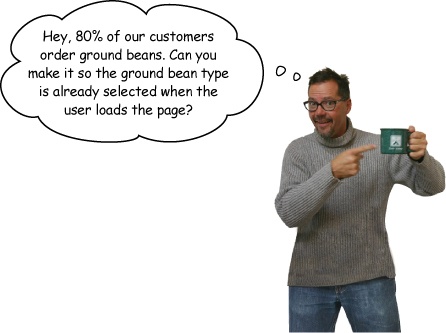 Hey, 80% of our customers
order ground beans. Can you
make it so the ground bean type
is already selected when the
user loads the page?